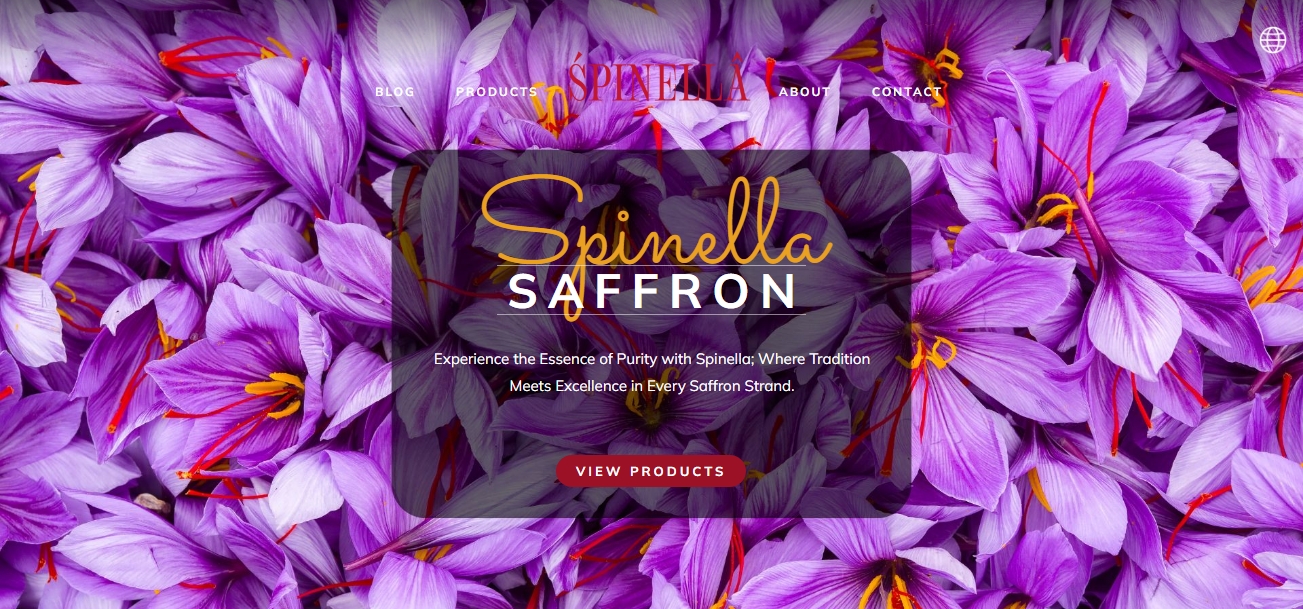 BLOG PRODUCTS ŚPINELLÀ ABOUT CONTACT
Spinella
SAFFRON
Experience the Essence of Purity with Spinella; Where Tradition
Meets Excellence in Every Saffron Strand.
VIEW PRODUCTS